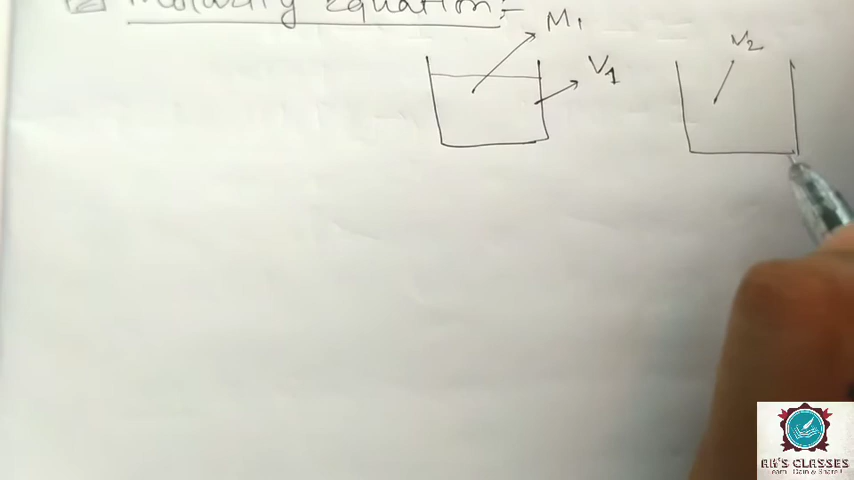 Molarity Equation:-
M1
V1
V2
RK'S CLASSES